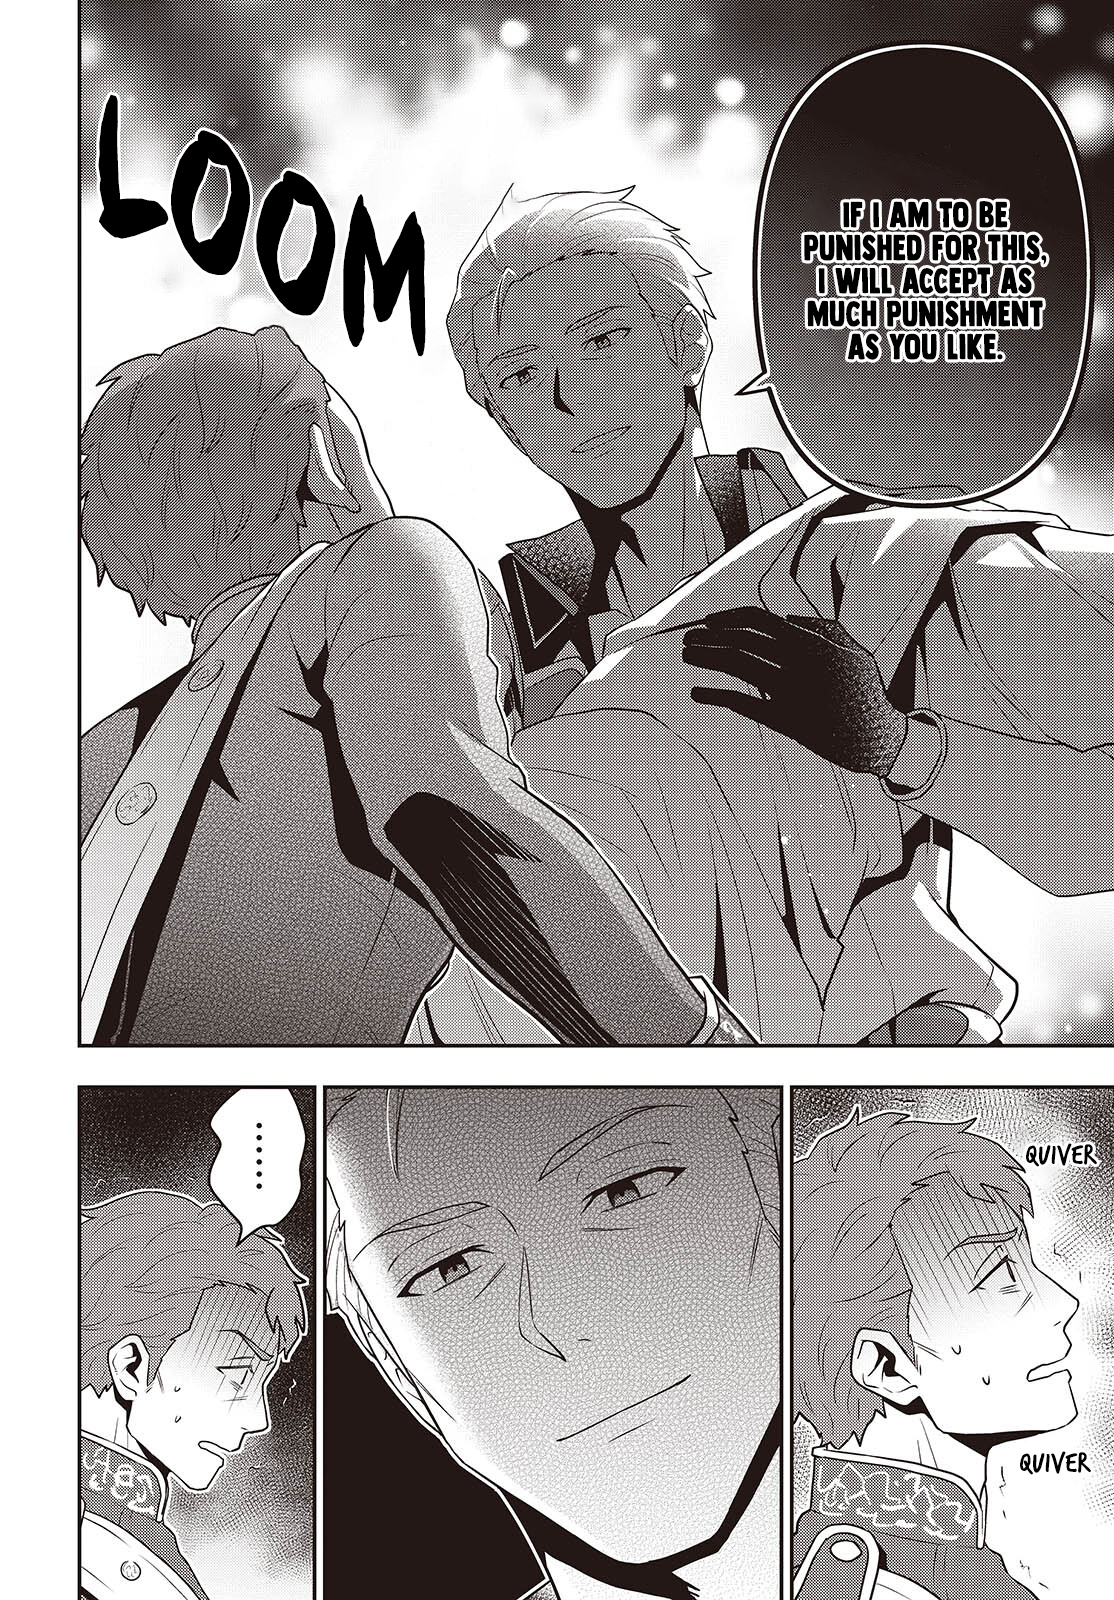 IF I AM TO BE
PUNISHED FOR THIS,
I WILL ACCEPT AS
MUCH PUNISHMENT
AS YOU LIKE.
LOOM
QUIVER
QUIVER
......